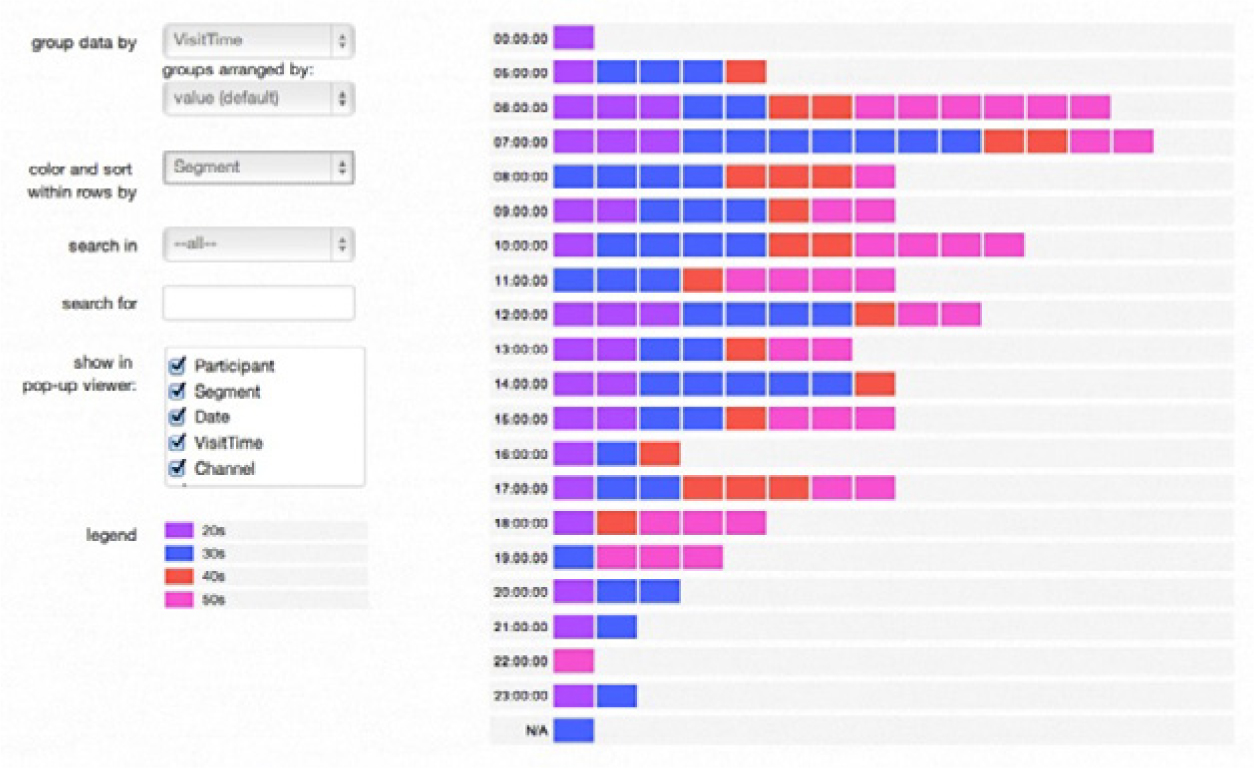 group data by
VisitTime
groups arranged by:
value (default)
color and sort
within rows by
Segment
search in
--all--
search for
show in
pop-up viewer:
Participant
Segment
Date
VisitTime
Channel
legend
20s
30s
40s
50s
00:00:00
05:00:00
06:00:00
07:00:00
08:00:00
09:00:00
10:00:00
11:00:00
12:00:00
13:00:00
14:00:00
15:00:00
16:00:00
17:00:00
18:00:00
19:00:00
20:00:00
21:00:00
22:00:00
23:00:00
N/A